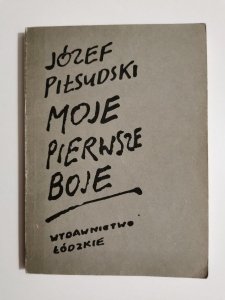 JÓZEF
PIŁSUDSKI
MOJE
PIERWSZE
BOJE
WYDAWNICTWO
ŁÓDZKIE